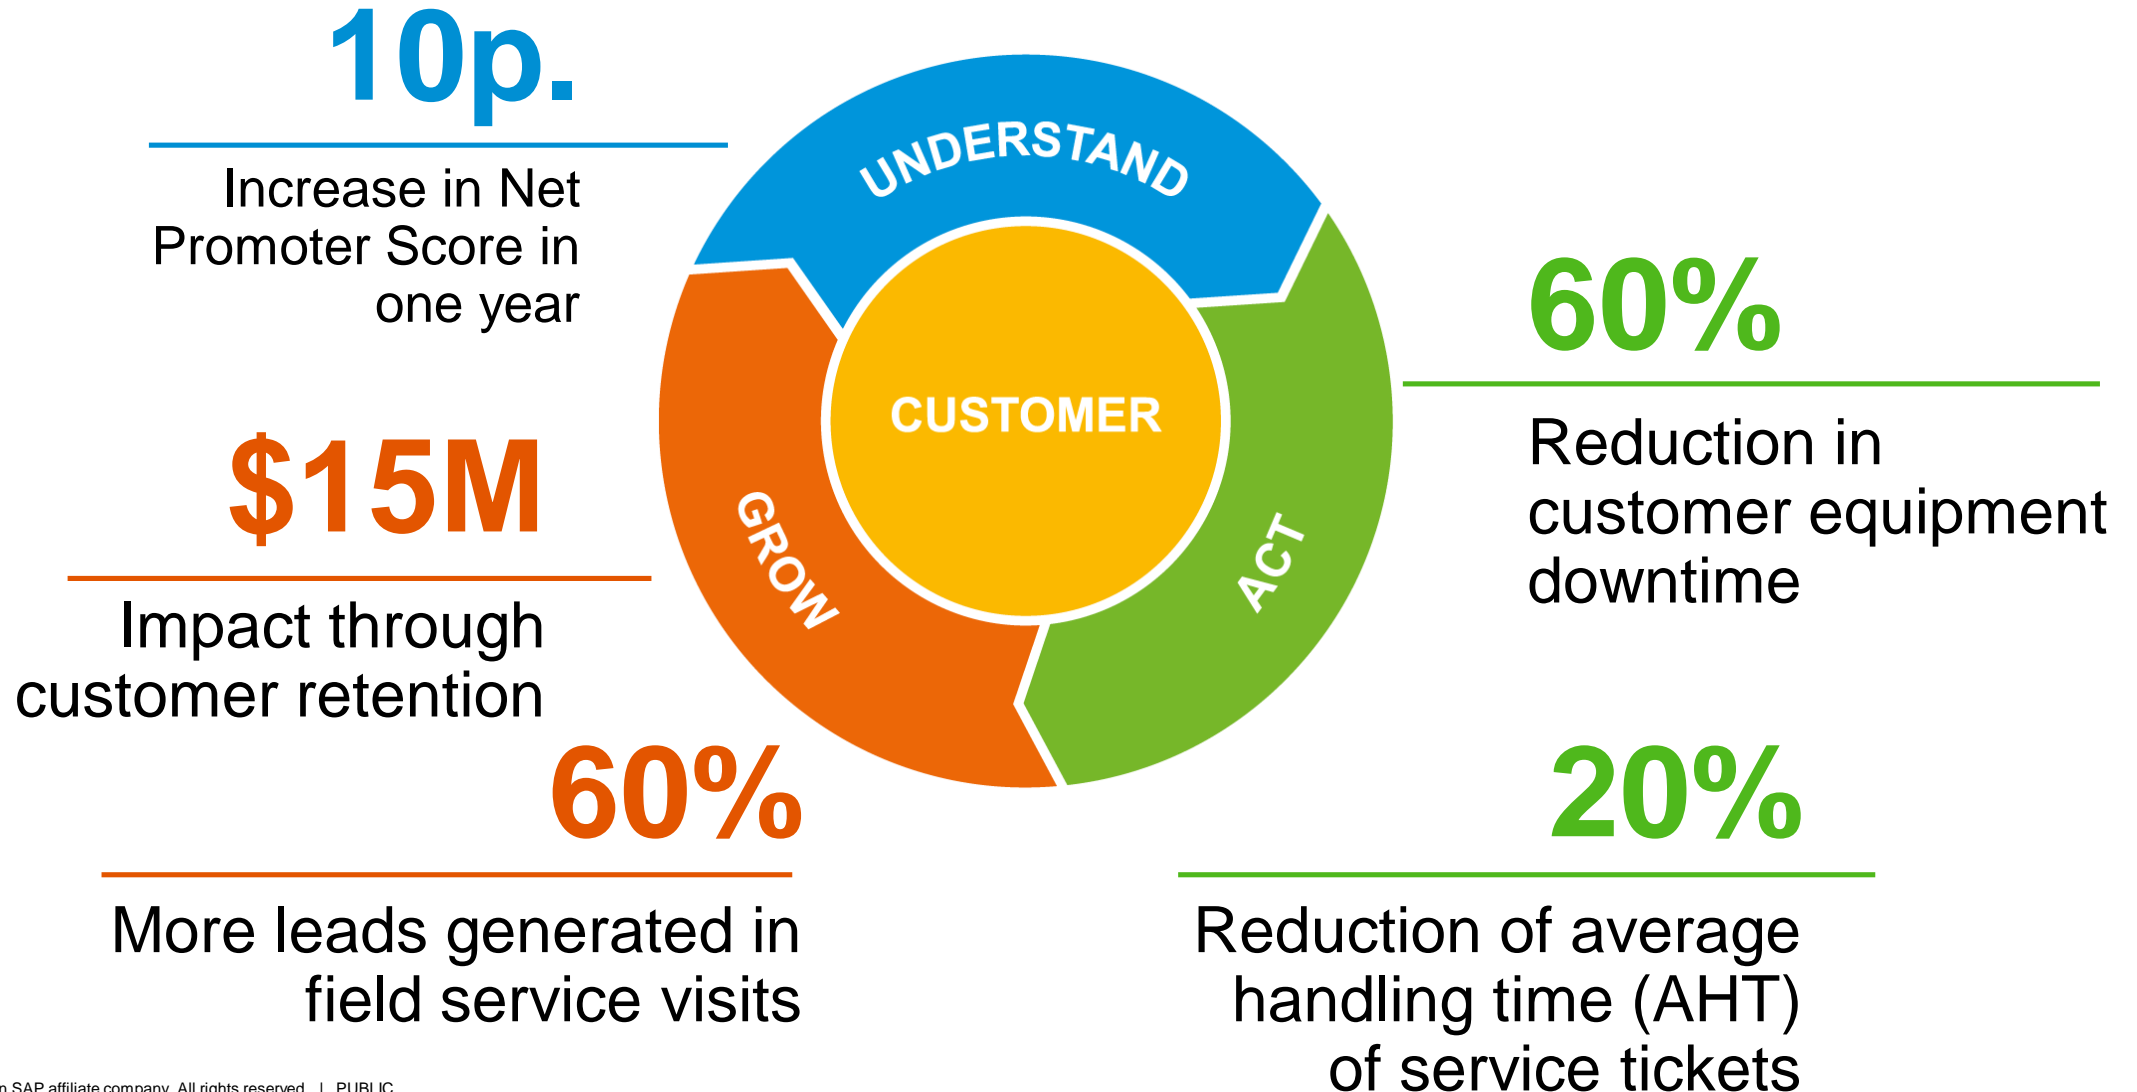 10p.
Increase in Net
Promoter Score in
one year
$15M
Impact through
customer retention
60%
More leads generated in
field service visits
UNDERSTAND
CUSTOMER
GROW
ACT
60%
Reduction in
customer equipment
downtime
20%
Reduction of average
handling time (AHT)
of service tickets
SAP affiliate company. All rights reserved. | PUBLIC